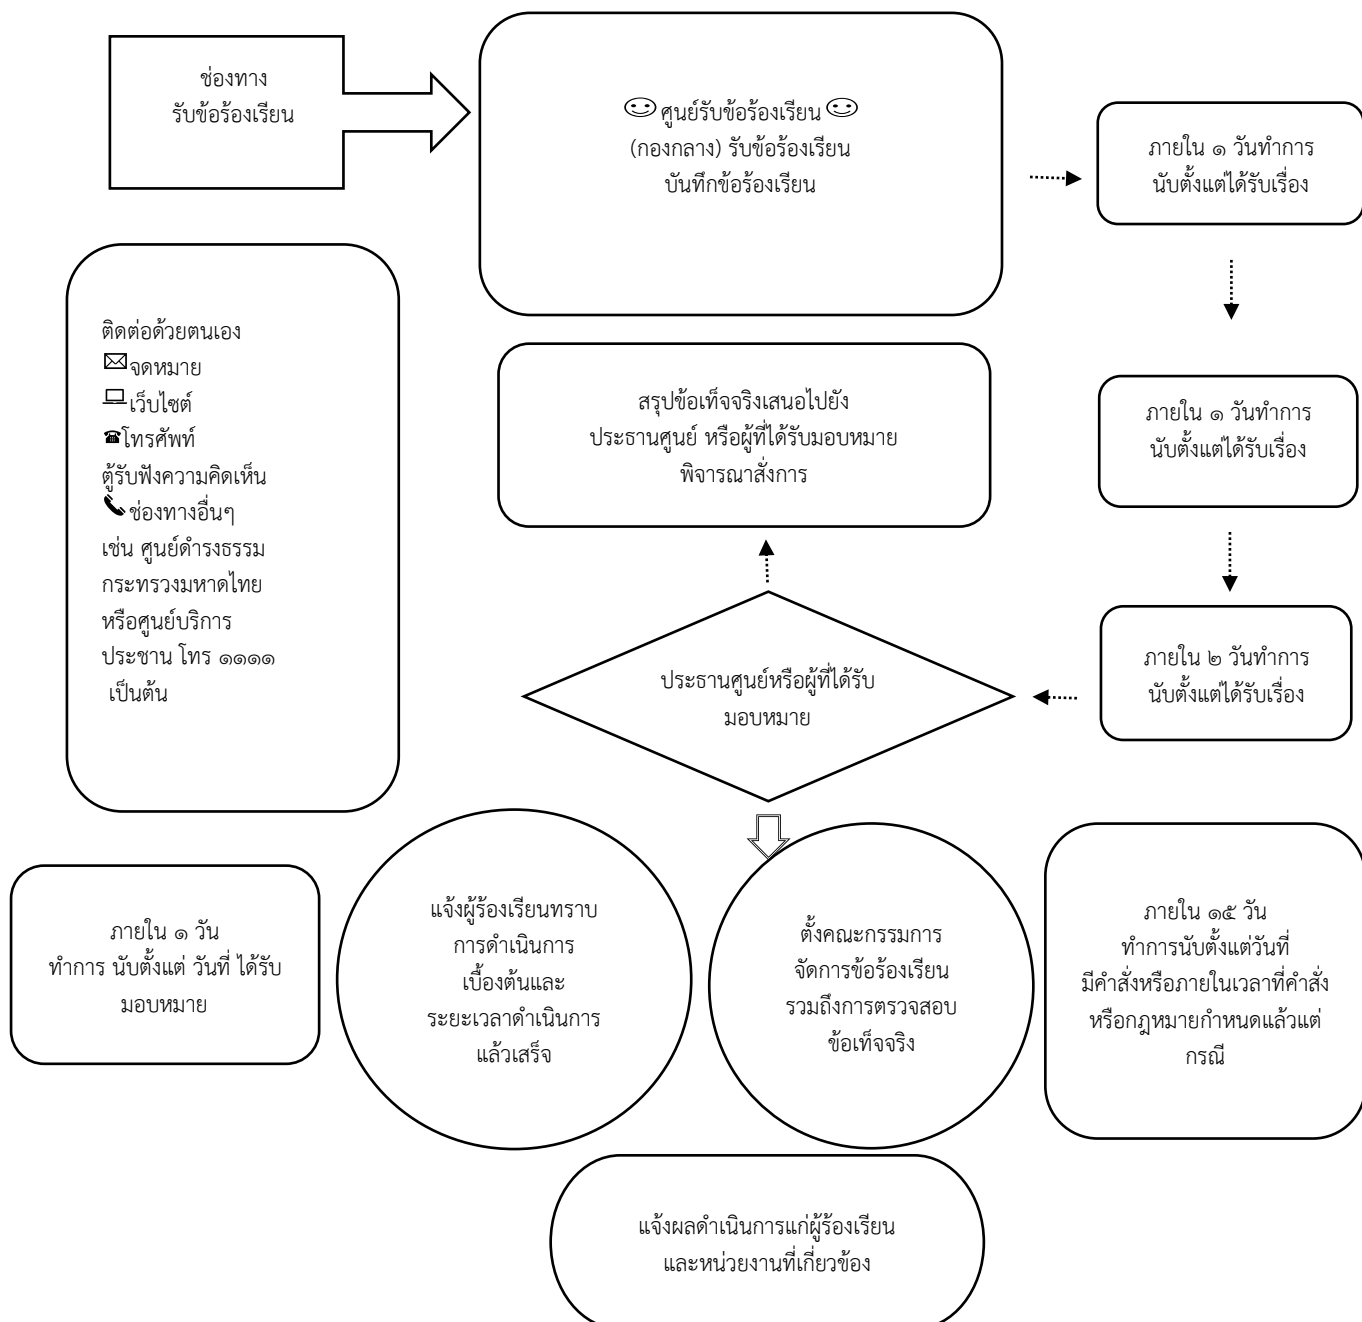 ช่องทาง
รับข้อร้องเรียน
ศูนย์รับข้อร้องเรียน
(กองกลาง) รับข้อร้องเรียน
บันทึกข้อร้องเรียน
ภายใน ๑ วันทำการ
นับตั้งแต่ได้รับเรื่อง
ติดต่อด้วยตนเอง
จดหมาย
เว็บไซต์
โทรศัพท์
ตู้รับฟังความคิดเห็น
ช่องทางอื่นๆ
เช่น ศูนย์ดำรงธรรม
กระทรวงมหาดไทย
หรือศูนย์บริการ
ประชาน โทร ๑๑๑๑
เป็นต้น
สรุปข้อเท็จจริงเสนอไปยัง
ประธานศูนย์ หรือผู้ที่ได้รับมอบหมาย
พิจารณาสั่งการ
ภายใน ๑ วันทำการ
นับตั้งแต่ได้รับเรื่อง
ประธานศูนย์หรือผู้ที่ได้รับ
มอบหมาย
ภายใน ๒ วันทำการ
นับตั้งแต่ได้รับเรื่อง
ภายใน ๑ วัน
ทำการ นับตั้งแต่ วันที่ ได้รับ
มอบหมาย
แจ้งผู้ร้องเรียนทราบ
การดำเนินการ
เบื้องต้นและ
ระยะเวลาดำเนินการ
แล้วเสร็จ
ตั้งคณะกรรมการ
จัดการข้อร้องเรียน
รวมถึงการตรวจสอบ
ข้อเท็จจริง
ภายใน ๑๕ วัน
ทำการนับตั้งแต่วันที่
มีคำสั่งหรือภายในเวลาที่คำสั่ง
หรือกฎหมายกำหนดแล้วแต่
กรณี
แจ้งผลดำเนินการแก่ผู้ร้องเรียน
และหน่วยงานที่เกี่ยวข้อง